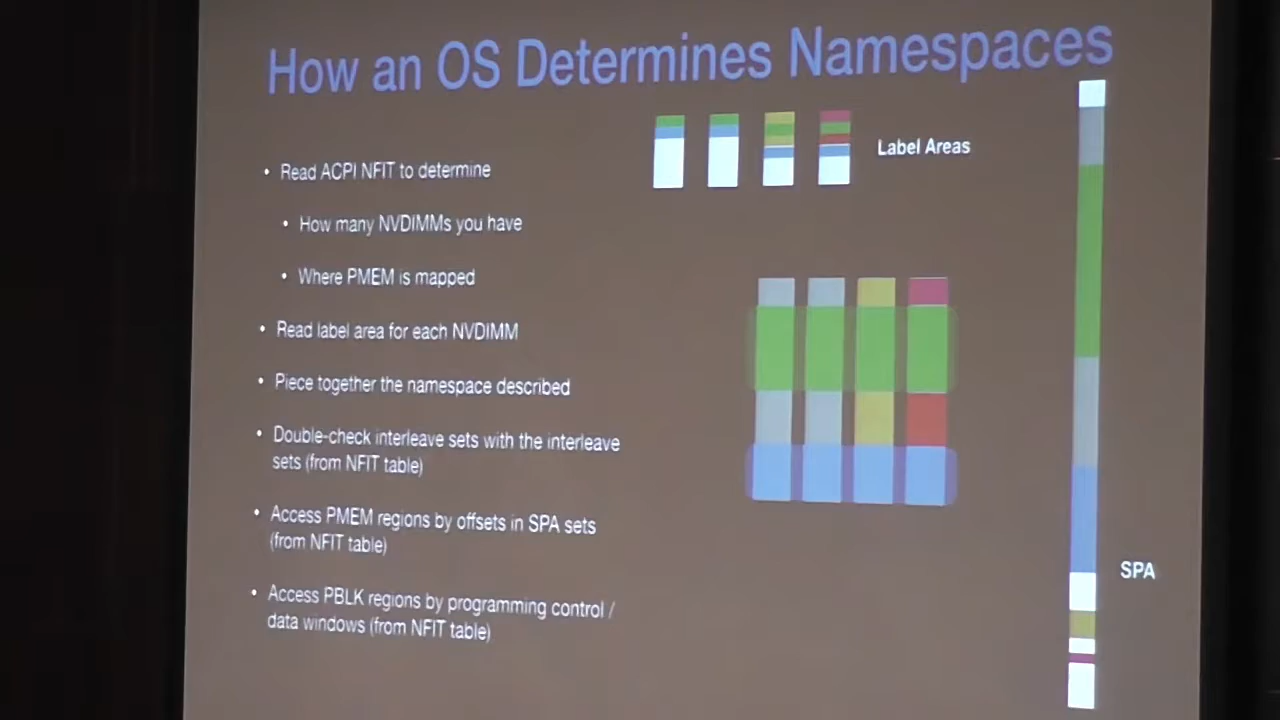 How an OS Determines Namespaces
Label Areas
• Read ACPI NFIT to determine
• How many NVDIMMs you have
• Where PMEM is mapped
• Read label area for each NVDIMM
• Piece together the namespace described
• Double-check interleave sets with the interleave
sets (from NFIT table)
• Access PMEM regions by offsets in SPA sets
(from NFIT table)
• Access PBLK regions by programming control /
data windows (from NFIT table)
SPA